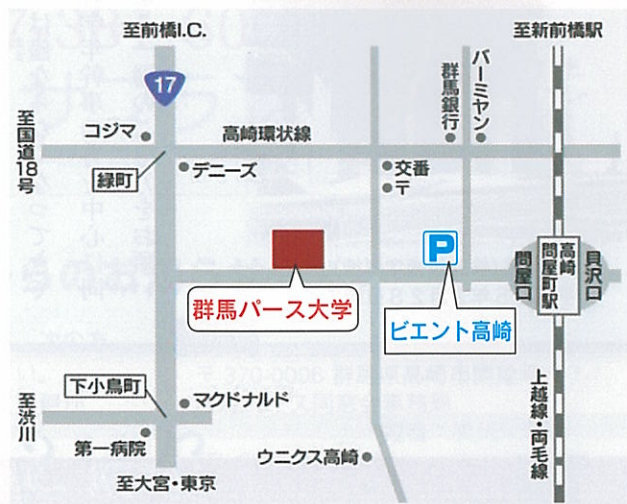 至前橋I.C.
至新前橋駅
17
バーミヤン
群馬銀行
至国道18号
コジマ
高崎環状線
緑町
デニーズ
交番
〒
P
問屋口
高崎問屋町駅
貝沢口
群馬パース大学
ビエント高崎
下小鳥町
マクドナルド
至渋川
第一病院
上越線・両毛線
ウニクス高崎
至大宮・東京